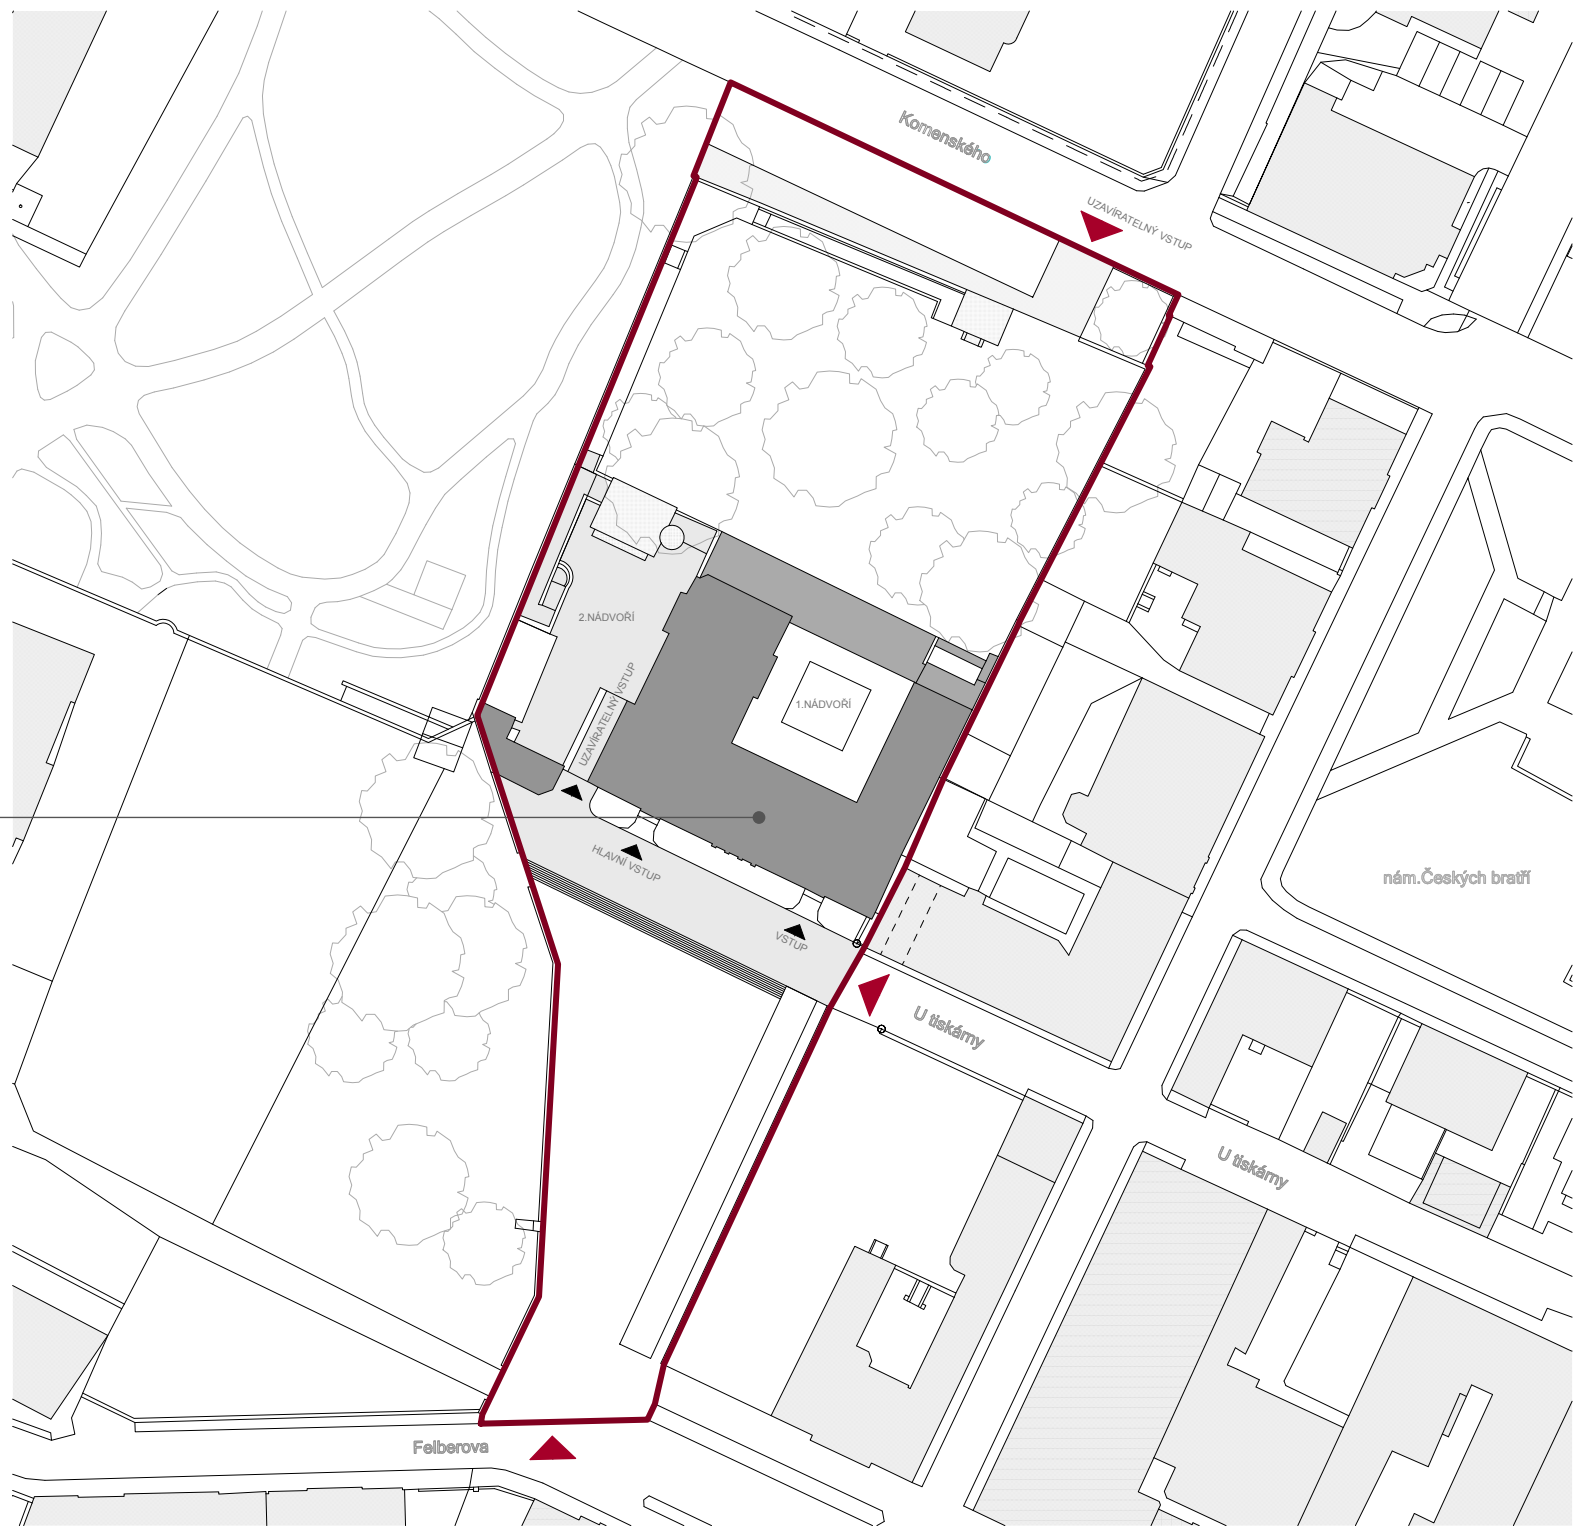 Komenského
UZAVÍRATELNÝ VSTUP
2.NÁDVOŘÍ
UZAVÍRATELNÝ VSTUP
1.NÁDVOŘÍ
HLAVNÍ VSTUP
nám.Českých bratří
VSTUP
U tiskárny
U tiskárny
Felberova